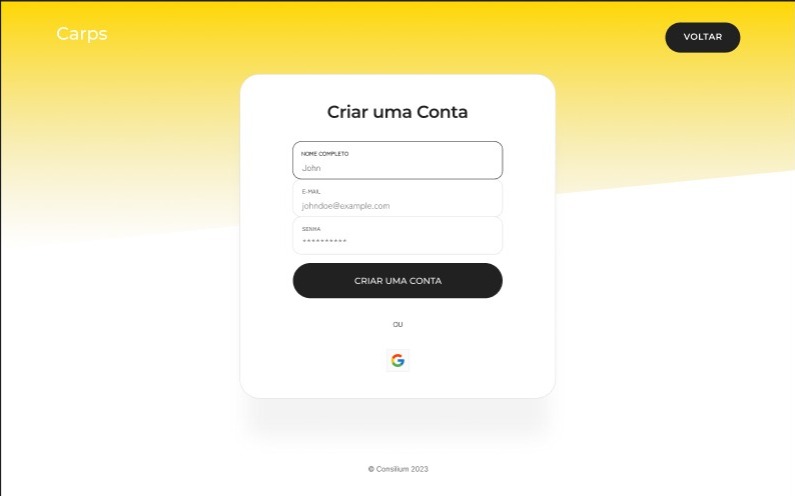 Carps
VOLTAR
Criar uma Conta
NOME COMPLETO
John
E-MAIL
johndoe@example.com
SENHA
**********
CRIAR UMA CONTA
OU
© Consilium 2023